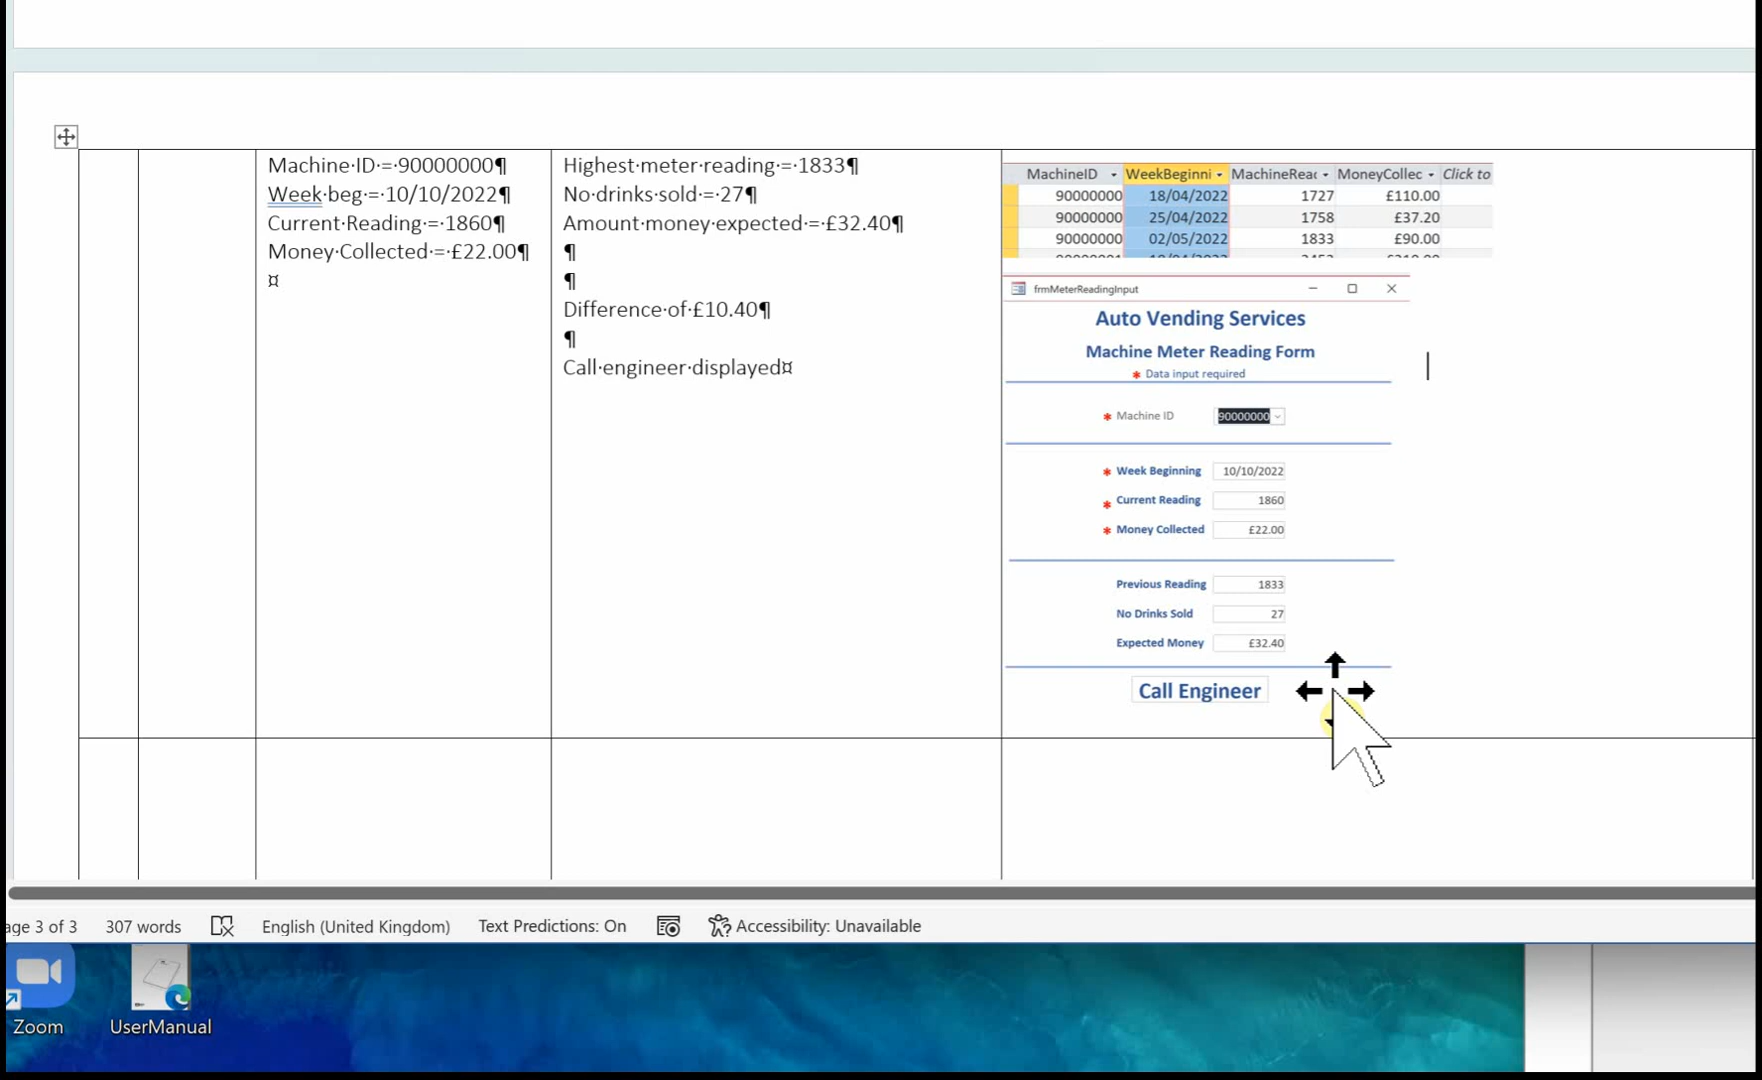 Machine·ID·=·90000000¶
Week·beg·=·10/10/2022¶
Current·Reading·=·1860¶
Money·Collected·=·£22.00¶
¤
Highest·meter·reading·=·1833¶
No·drinks·sold·=·27¶
Amount·money·expected·=·£32.40¶
¶
¶
Difference·of·£10.40¶
¶
Call·engineer·displayed¤
MachineID WeekBeginni MachineReac MoneyCollec Click to
90000000 18/04/2022 1727 £110.00
90000000 25/04/2022 1758 £37.20
90000000 02/05/2022 1833 £90.00
frmMeterReadingInput
Auto Vending Services
Machine Meter Reading Form
* Data input required
* Machine ID 90000000
* Week Beginning 10/10/2022
* Current Reading 1860
* Money Collected £22.00
Previous Reading 1833
No Drinks Sold 27
Expected Money £32.40
Call Engineer
age 3 of 3 307 words English (United Kingdom) Text Predictions: On Accessibility: Unavailable
Zoom UserManual